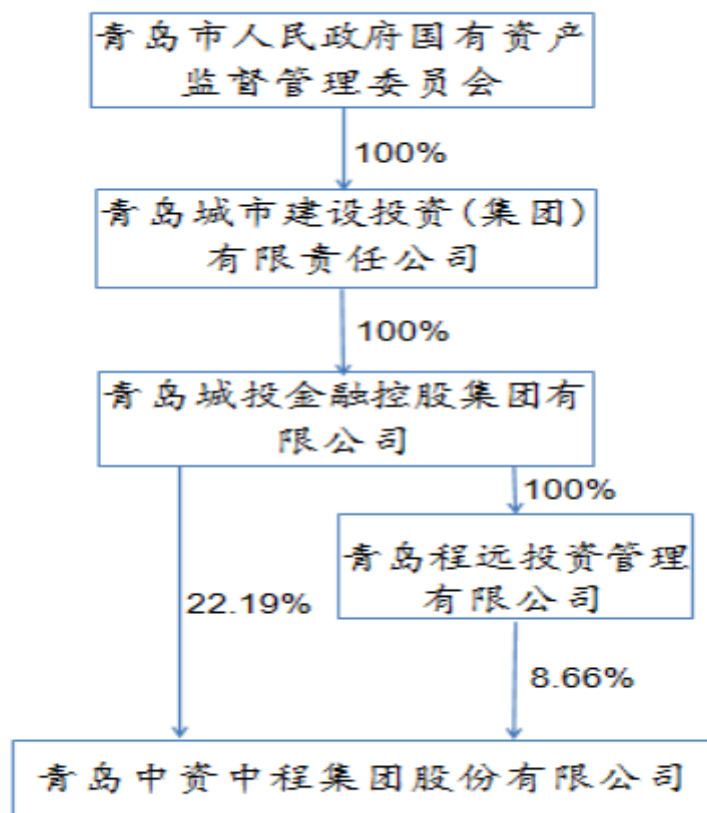 青岛市人民政府国有资产
监督管理委员会
100%
青岛城市建设投资(集团)
有限责任公司
100%
青岛城投金融控股集团有
限公司
100%
青岛程远投资管理
有限公司
22.19%
8.66%
青岛中资中程集团股份有限公司